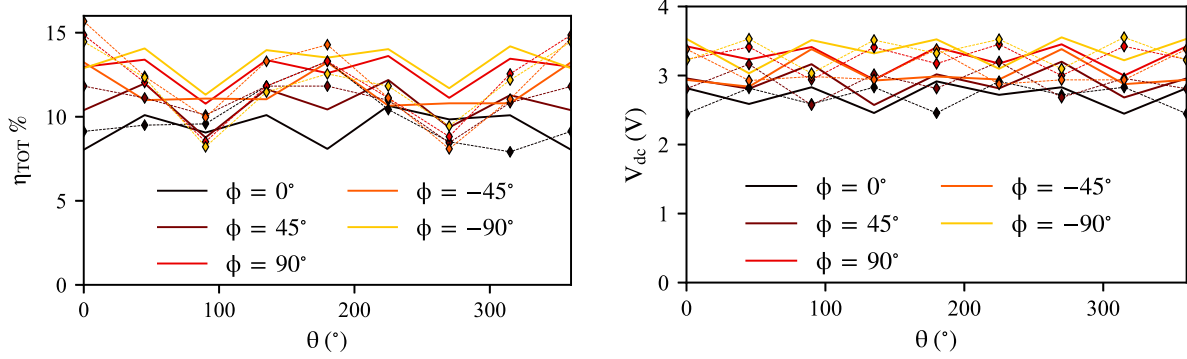 15
10
5
0
η_TOT %
ϕ = 0°
ϕ = 45°
ϕ = 90°
ϕ = −45°
ϕ = −90°
0
100
200
300
θ (°)
4
3
2
1
0
V_dc (V)
ϕ = 0°
ϕ = 45°
ϕ = 90°
ϕ = −45°
ϕ = −90°
0
100
200
300
θ (°)